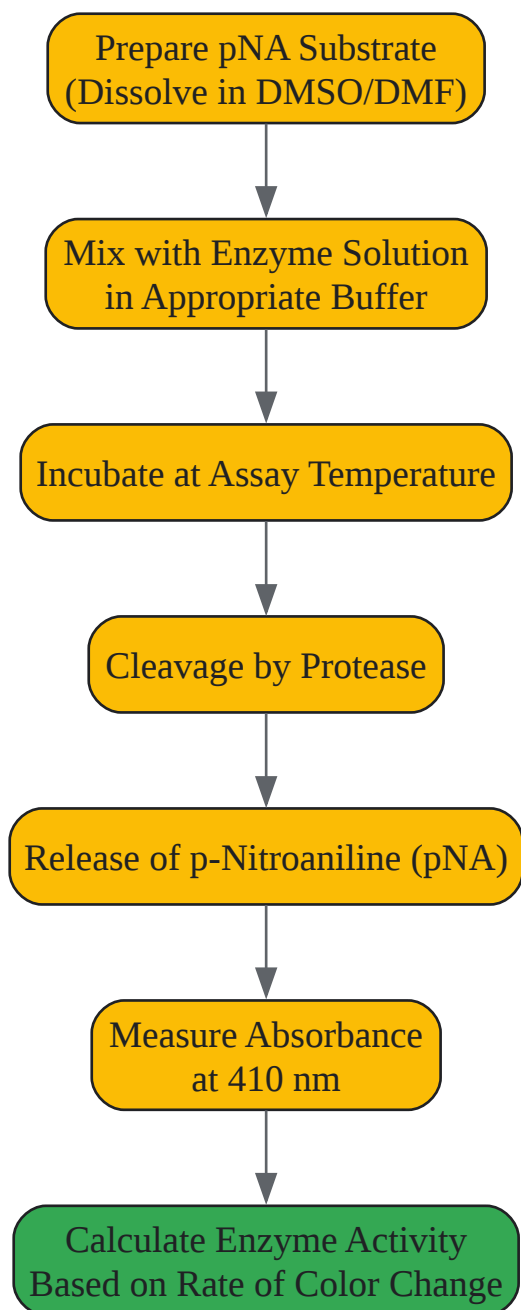 Prepare pNA Substrate
(Dissolve in DMSO/DMF)
Mix with Enzyme Solution
in Appropriate Buffer
Incubate at Assay Temperature
Cleavage by Protease
Release of p-Nitroaniline (pNA)
Measure Absorbance
at 410 nm
Calculate Enzyme Activity
Based on Rate of Color Change